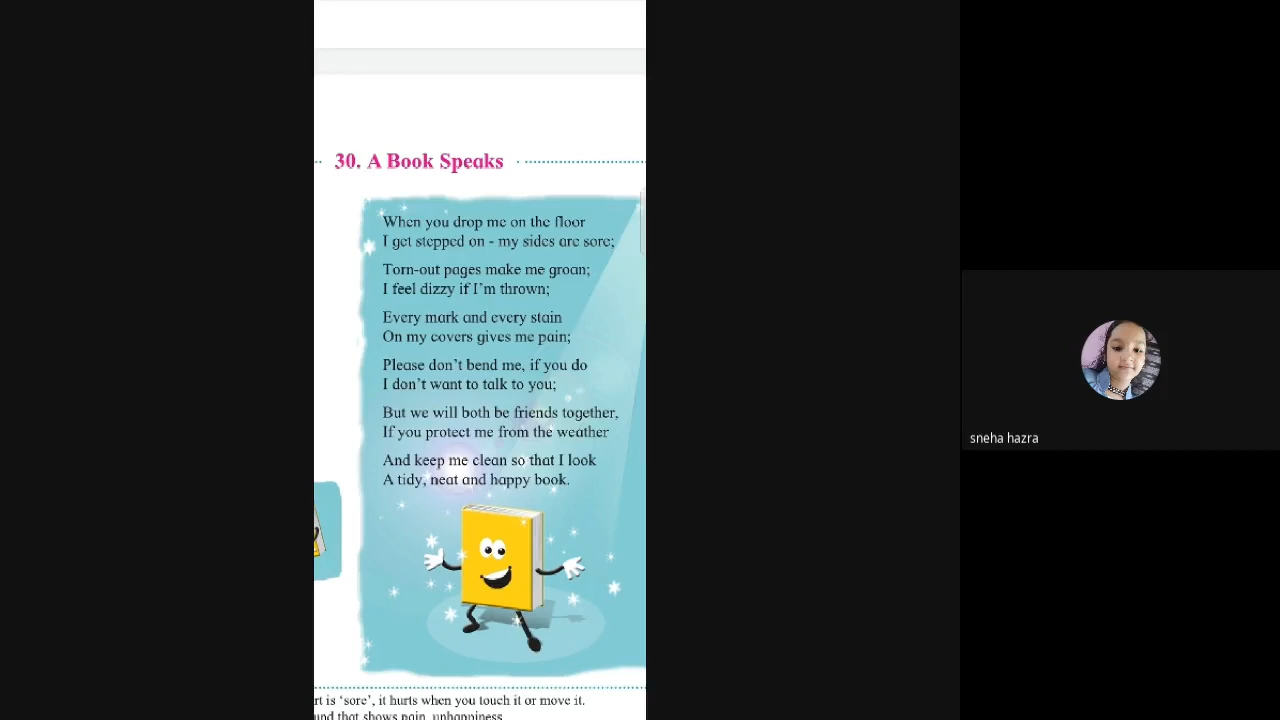 30. A Book Speaks
When you drop me on the floor
I get stepped on - my sides are sore;
Torn-out pages make me groan;
I feel dizzy if I'm thrown;
Every mark and every stain
On my covers gives me pain;
Please don't bend me, if you do
I don't want to talk to you;
But we will both be friends together,
If you protect me from the weather
And keep me clean so that I look
A tidy, neat and happy book.
is 'sore', it hurts when you touch it or move it.
that shows pain, unhappiness
sneha hazra